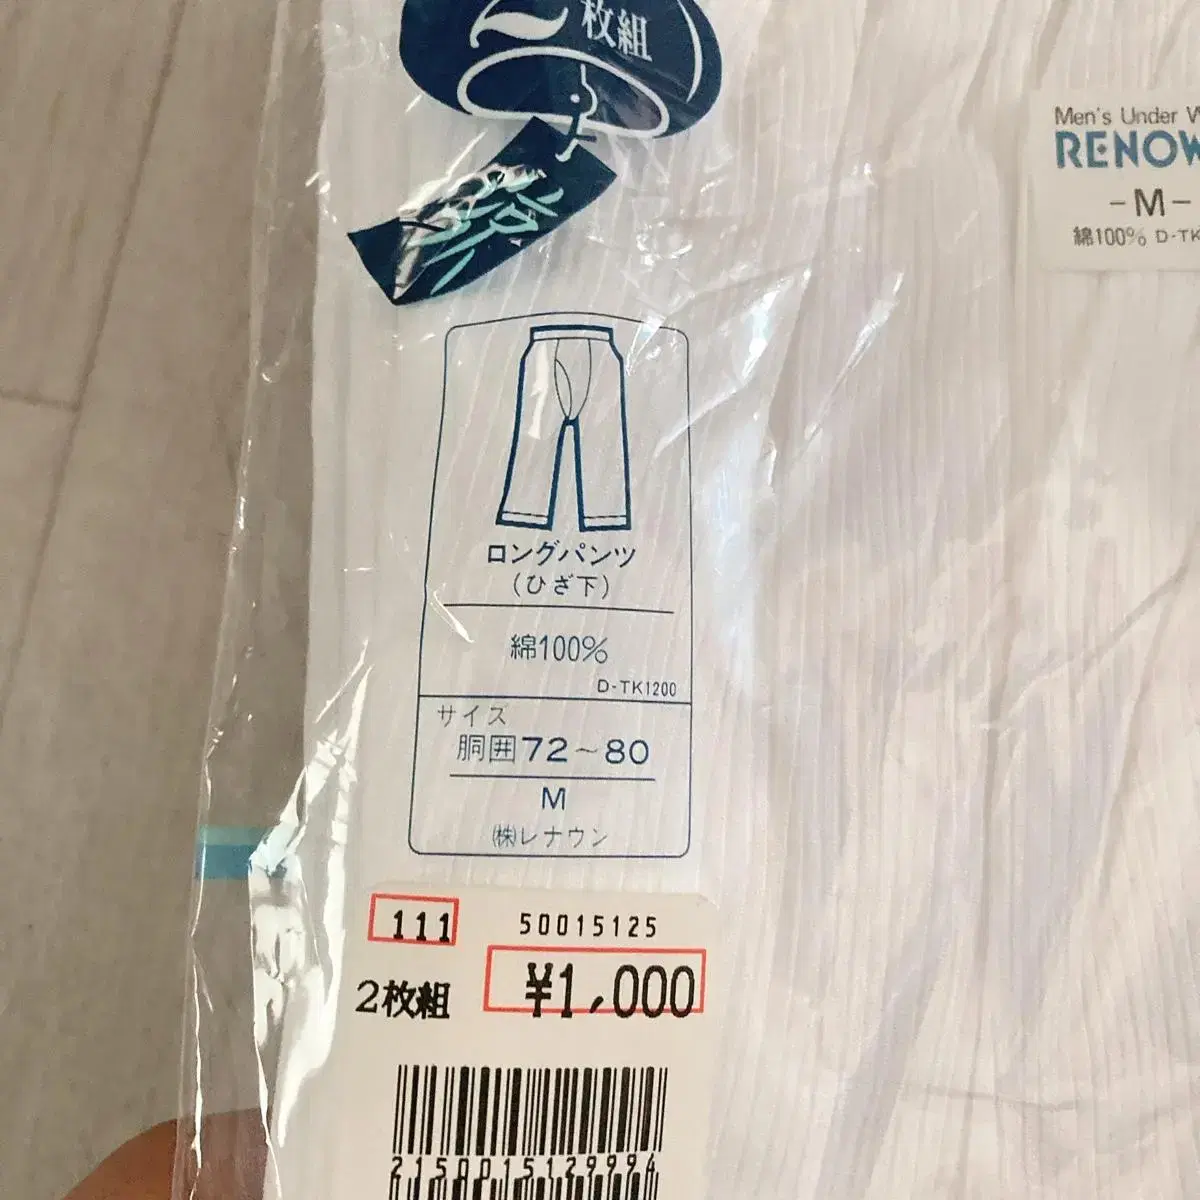 2枚組
Men's Under
RENOW
-M-
綿100% D-TK
ロングパンツ
(ひざ下)
綿100%
D-TK1200
サイズ
胴囲72~80
M
㈱レナウン
111 50015125
2枚組 ¥1,000
2150015129994